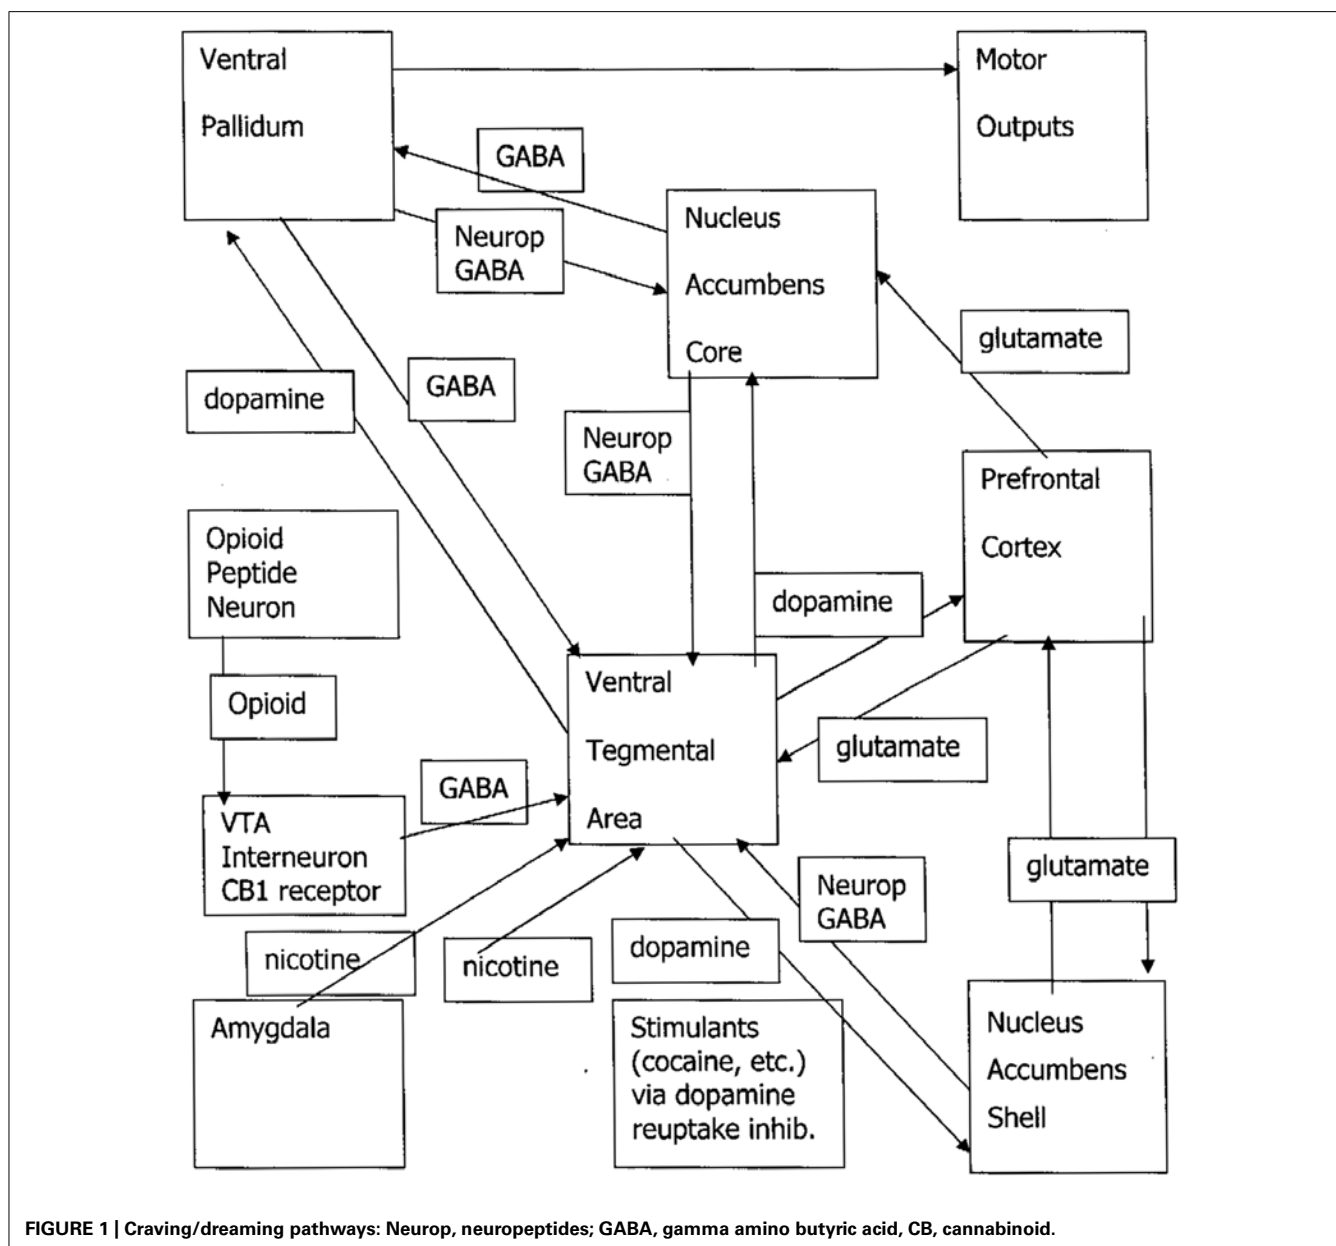 Ventral
Pallidum
Motor
Outputs
GABA
Neurop
GABA
Nucleus
Accumbens
Core
glutamate
dopamine
GABA
Neurop
GABA
Prefrontal
Cortex
Opioid
Peptide
Neuron
dopamine
Opioid
Ventral
Tegmental
Area
glutamate
GABA
VTA
Interneuron
CB1 receptor
Neurop
GABA
glutamate
nicotine
nicotine
dopamine
Amygdala
Stimulants
(cocaine, etc.)
via dopamine
reuptake inhib.
Nucleus
Accumbens
Shell
FIGURE 1 | Craving/dreaming pathways: Neurop, neuropeptides; GABA, gamma amino butyric acid, CB, cannabinoid.